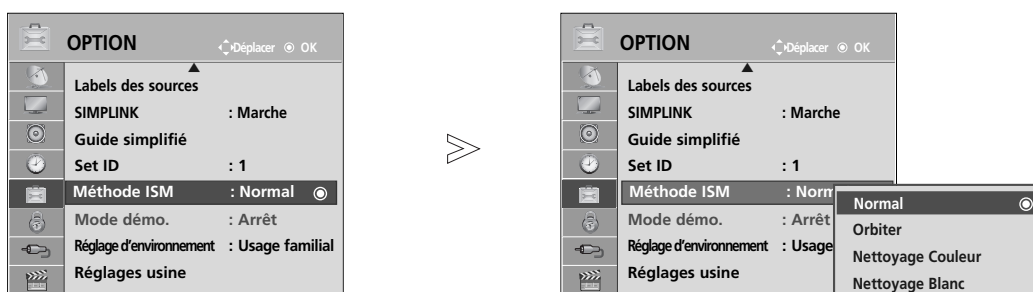 OPTION
Déplacer OK
Labels des sources
SIMPLINK : Marche
Guide simplifié
Set ID : 1
Méthode ISM : Normal
Mode démo. : Arrêt
Réglage d'environnement : Usage familial
Réglages usine
OPTION
Déplacer OK
Labels des sources
SIMPLINK : Marche
Guide simplifié
Set ID : 1
Méthode ISM : Norm
Mode démo. : Arrêt
Réglage d'environnement : Usage
Réglages usine
Normal
Orbiter
Nettoyage Couleur
Nettoyage Blanc